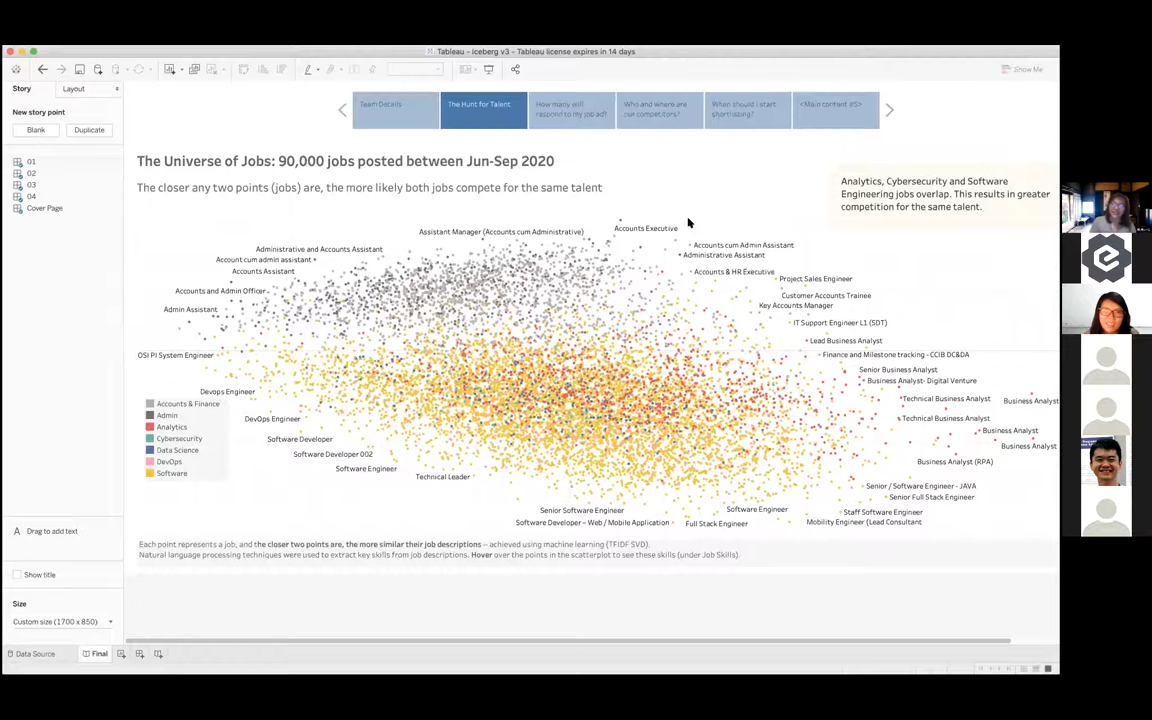 Tableau - Iceberg v3 - Tableau license expires in 14 days
Show Me
Story
Layout
New story point
Blank
Duplicate
01
02
03
04
Cover Page
Team Details
The Hunt for Talent
How many will
respond to my job ad?
Who and where are
our competitors?
When should I start
shortlisting?
<Main content #5>
The Universe of Jobs: 90,000 jobs posted between Jun-Sep 2020
The closer any two points (jobs) are, the more likely both jobs compete for the same talent
Analytics, Cybersecurity and Software
Engineering jobs overlap. This results in greater
competition for the same talent.
Assistant Manager (Accounts cum Administrative)
Accounts Executive
Administrative and Accounts Assistant
Accounts cum Admin Assistant
Account cum admin assistant
Administrative Assistant
Accounts Assistant
Accounts & HR Executive
Project Sales Engineer
Accounts and Admin Officer
Customer Accounts Trainee
Key Accounts Manager
Admin Assistant
IT Support Engineer L1 (SDT)
Lead Business Analyst
OSI PI System Engineer
Finance and Milestone tracking - CCIB DC&DA
Senior Business Analyst
Business Analyst- Digital Venture
Devops Engineer
Technical Business Analyst
Business Analyst
Accounts & Finance
Admin
Analytics
Cybersecurity
Data Science
DevOps
Software
DevOps Engineer
Technical Business Analyst
Business Analyst
Software Developer
Business Analyst
Software Developer 002
Business Analyst (RPA)
Software Engineer
Technical Leader
Senior / Software Engineer - JAVA
Senior Full Stack Engineer
Senior Software Engineer
Software Engineer
Staff Software Engineer
Software Developer – Web / Mobile Application
Full Stack Engineer
Mobility Engineer (Lead Consultant
Each point represents a job, and the closer two points are, the more similar their job descriptions – achieved using machine learning (TFIDF SVD).
Natural language processing techniques were used to extract key skills from job descriptions. Hover over the points in the scatterplot to see these skills (under Job Skills).
A Drag to add text
Show title
Size
Custom size (1700 x 850)
Data Source
Final